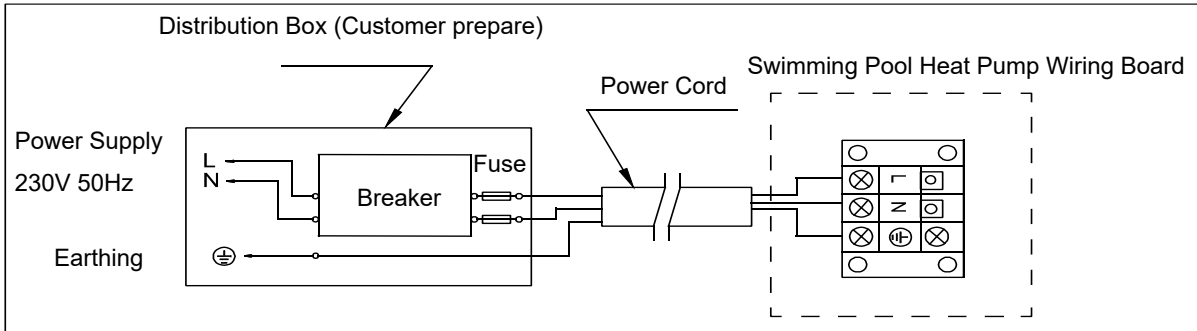 Distribution Box (Customer prepare)
Swimming Pool Heat Pump Wiring Board
Power Cord
Power Supply
230V 50Hz
L
N
Fuse
Breaker
Earthing
L
N